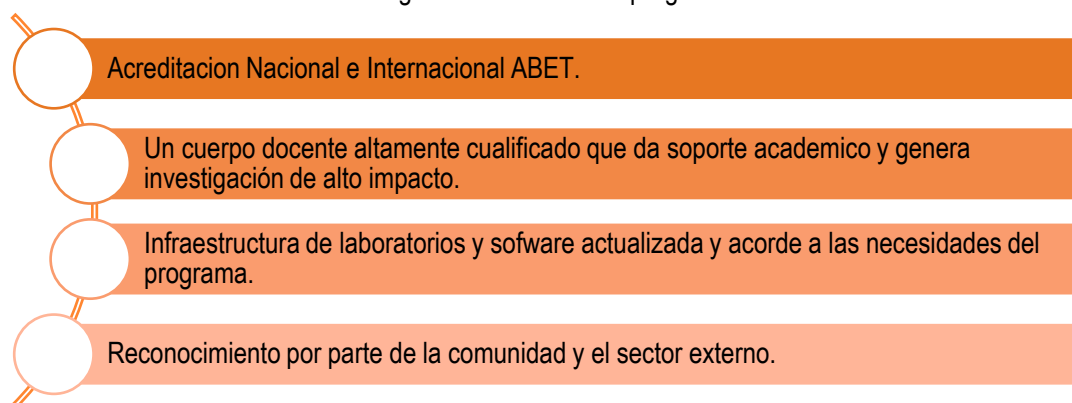 Acreditacion Nacional e Internacional ABET.
Un cuerpo docente altamente cualificado que da soporte academico y genera
investigación de alto impacto.
Infraestructura de laboratorios y sofware actualizada y acorde a las necesidades del
programa.
Reconocimiento por parte de la comunidad y el sector externo.